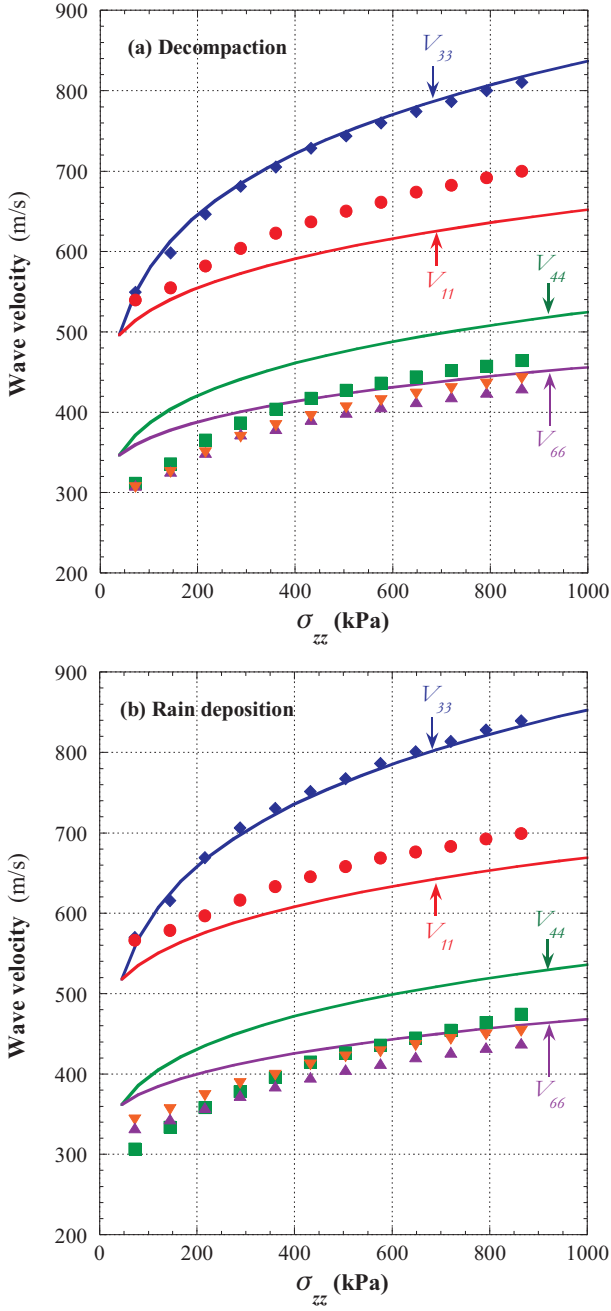 900
(a) Decompaction
V33
800
700
600
V11
V44
500
400
V66
300
200
0 200 400 600 800 1000
Wave velocity (m/s)
σzz (kPa)
900
(b) Rain deposition
V33
800
700
600
V11
V44
500
400
V66
300
200
0 200 400 600 800 1000
Wave velocity (m/s)
σzz (kPa)